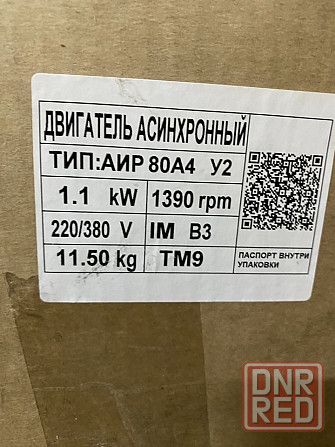 ДВИГАТЕЛЬ АСИНХРОННЫЙ
ТИП:АИР 80А4 У2
1.1 kW 1390 rpm
220/380 V IM B3
11.50 kg TM9
ПАСПОРТ ВНУТРИ
УПАКОВКИ
DNR
RED